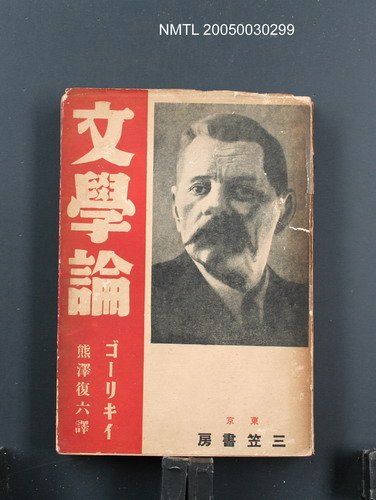 NMTL 20050030299
文學論
ゴーリキイ
熊澤復六譯
東京
三笠書房